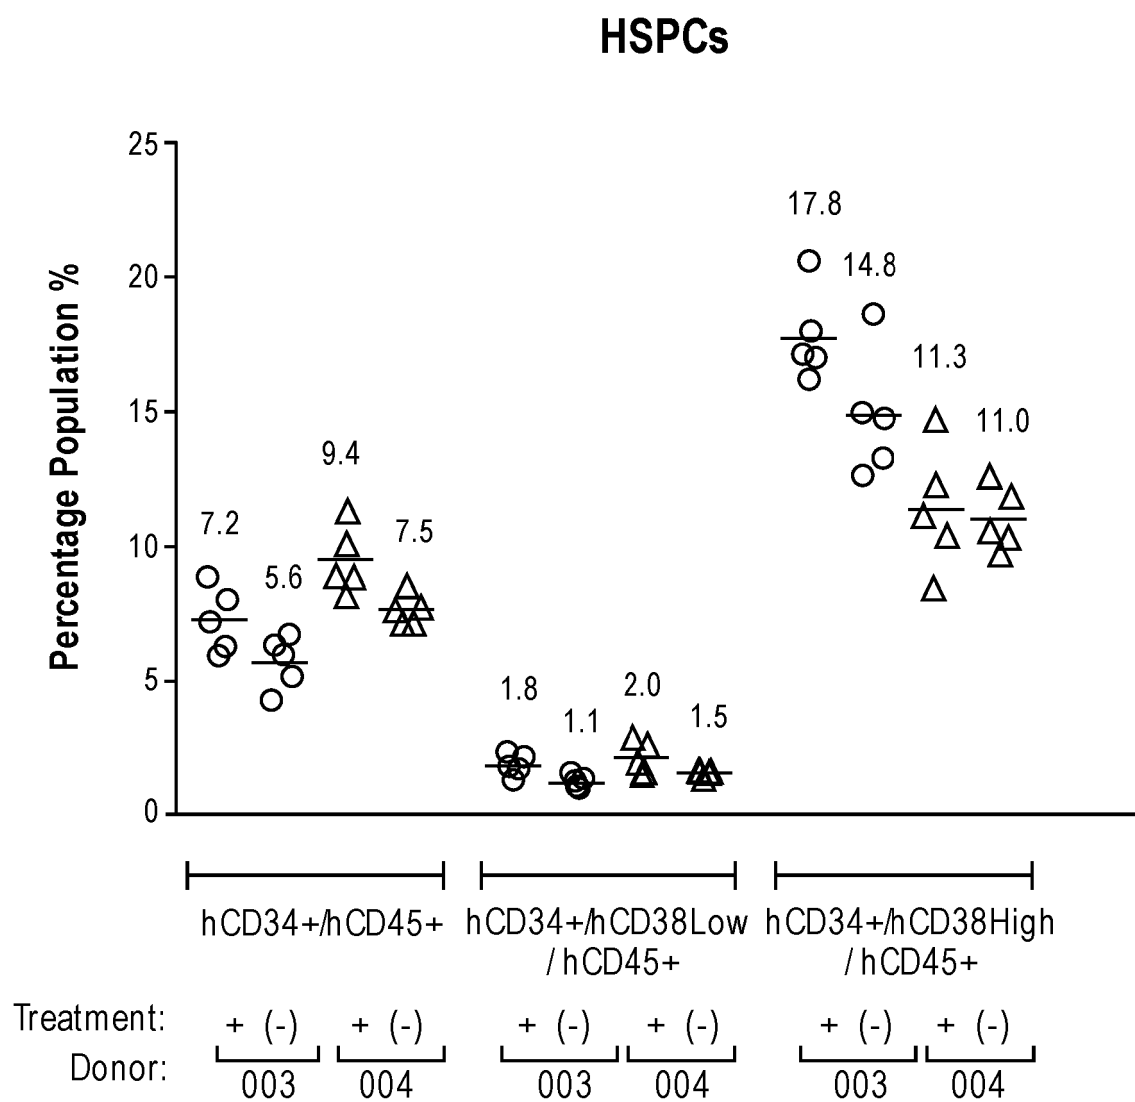 HSPCs
Percentage Population %
25
20
15
10
5
0
7.2
5.6
9.4
7.5
1.8
1.1
2.0
1.5
17.8
14.8
11.3
11.0
hCD34+/hCD45+
hCD34+/hCD38Low
/ hCD45+
hCD34+/hCD38High
/ hCD45+
Treatment: + (-) + (-) + (-) + (-) + (-) + (-)
Donor: 003 004 003 004 003 004